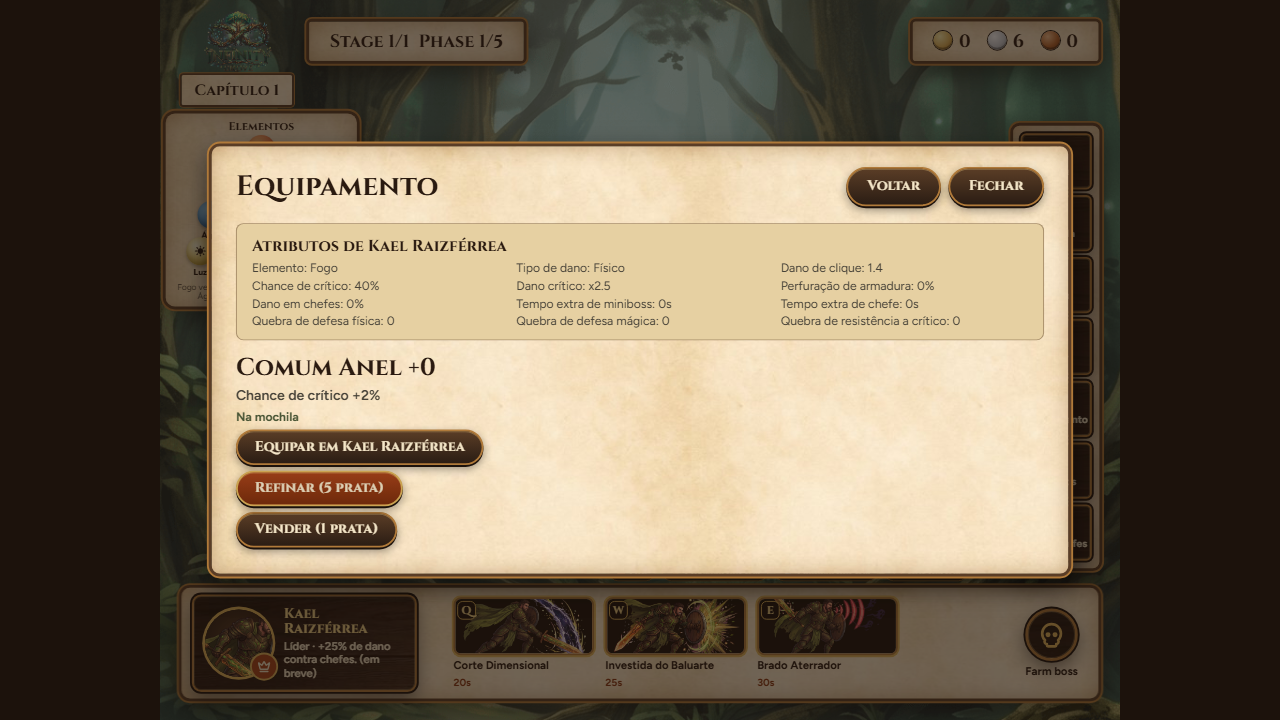 Stage 1/1 Phase 1/5
0 6 0
Capítulo 1
Elementos
Equipamento
Voltar
Fechar
Atributos de Kael Raizférrea
Elemento: Fogo
Tipo de dano: Físico
Dano de clique: 1.4
Chance de crítico: 40%
Dano crítico: x2.5
Perfuração de armadura: 0%
Dano em chefes: 0%
Tempo extra de miniboss: 0s
Tempo extra de chefe: 0s
Quebra de defesa física: 0
Quebra de defesa mágica: 0
Quebra de resistência a crítico: 0
Comum Anel +0
Chance de crítico +2%
Na mochila
Equipar em Kael Raizférrea
Refinar (5 prata)
Vender (1 prata)
Luz
Fogo
Kael
Raizférrea
Líder · +25% de dano
contra chefes. (em
breve)
Q
Corte Dimensional
20s
W
Investida do Baluarte
25s
E
Brado Aterrador
30s
Farm boss